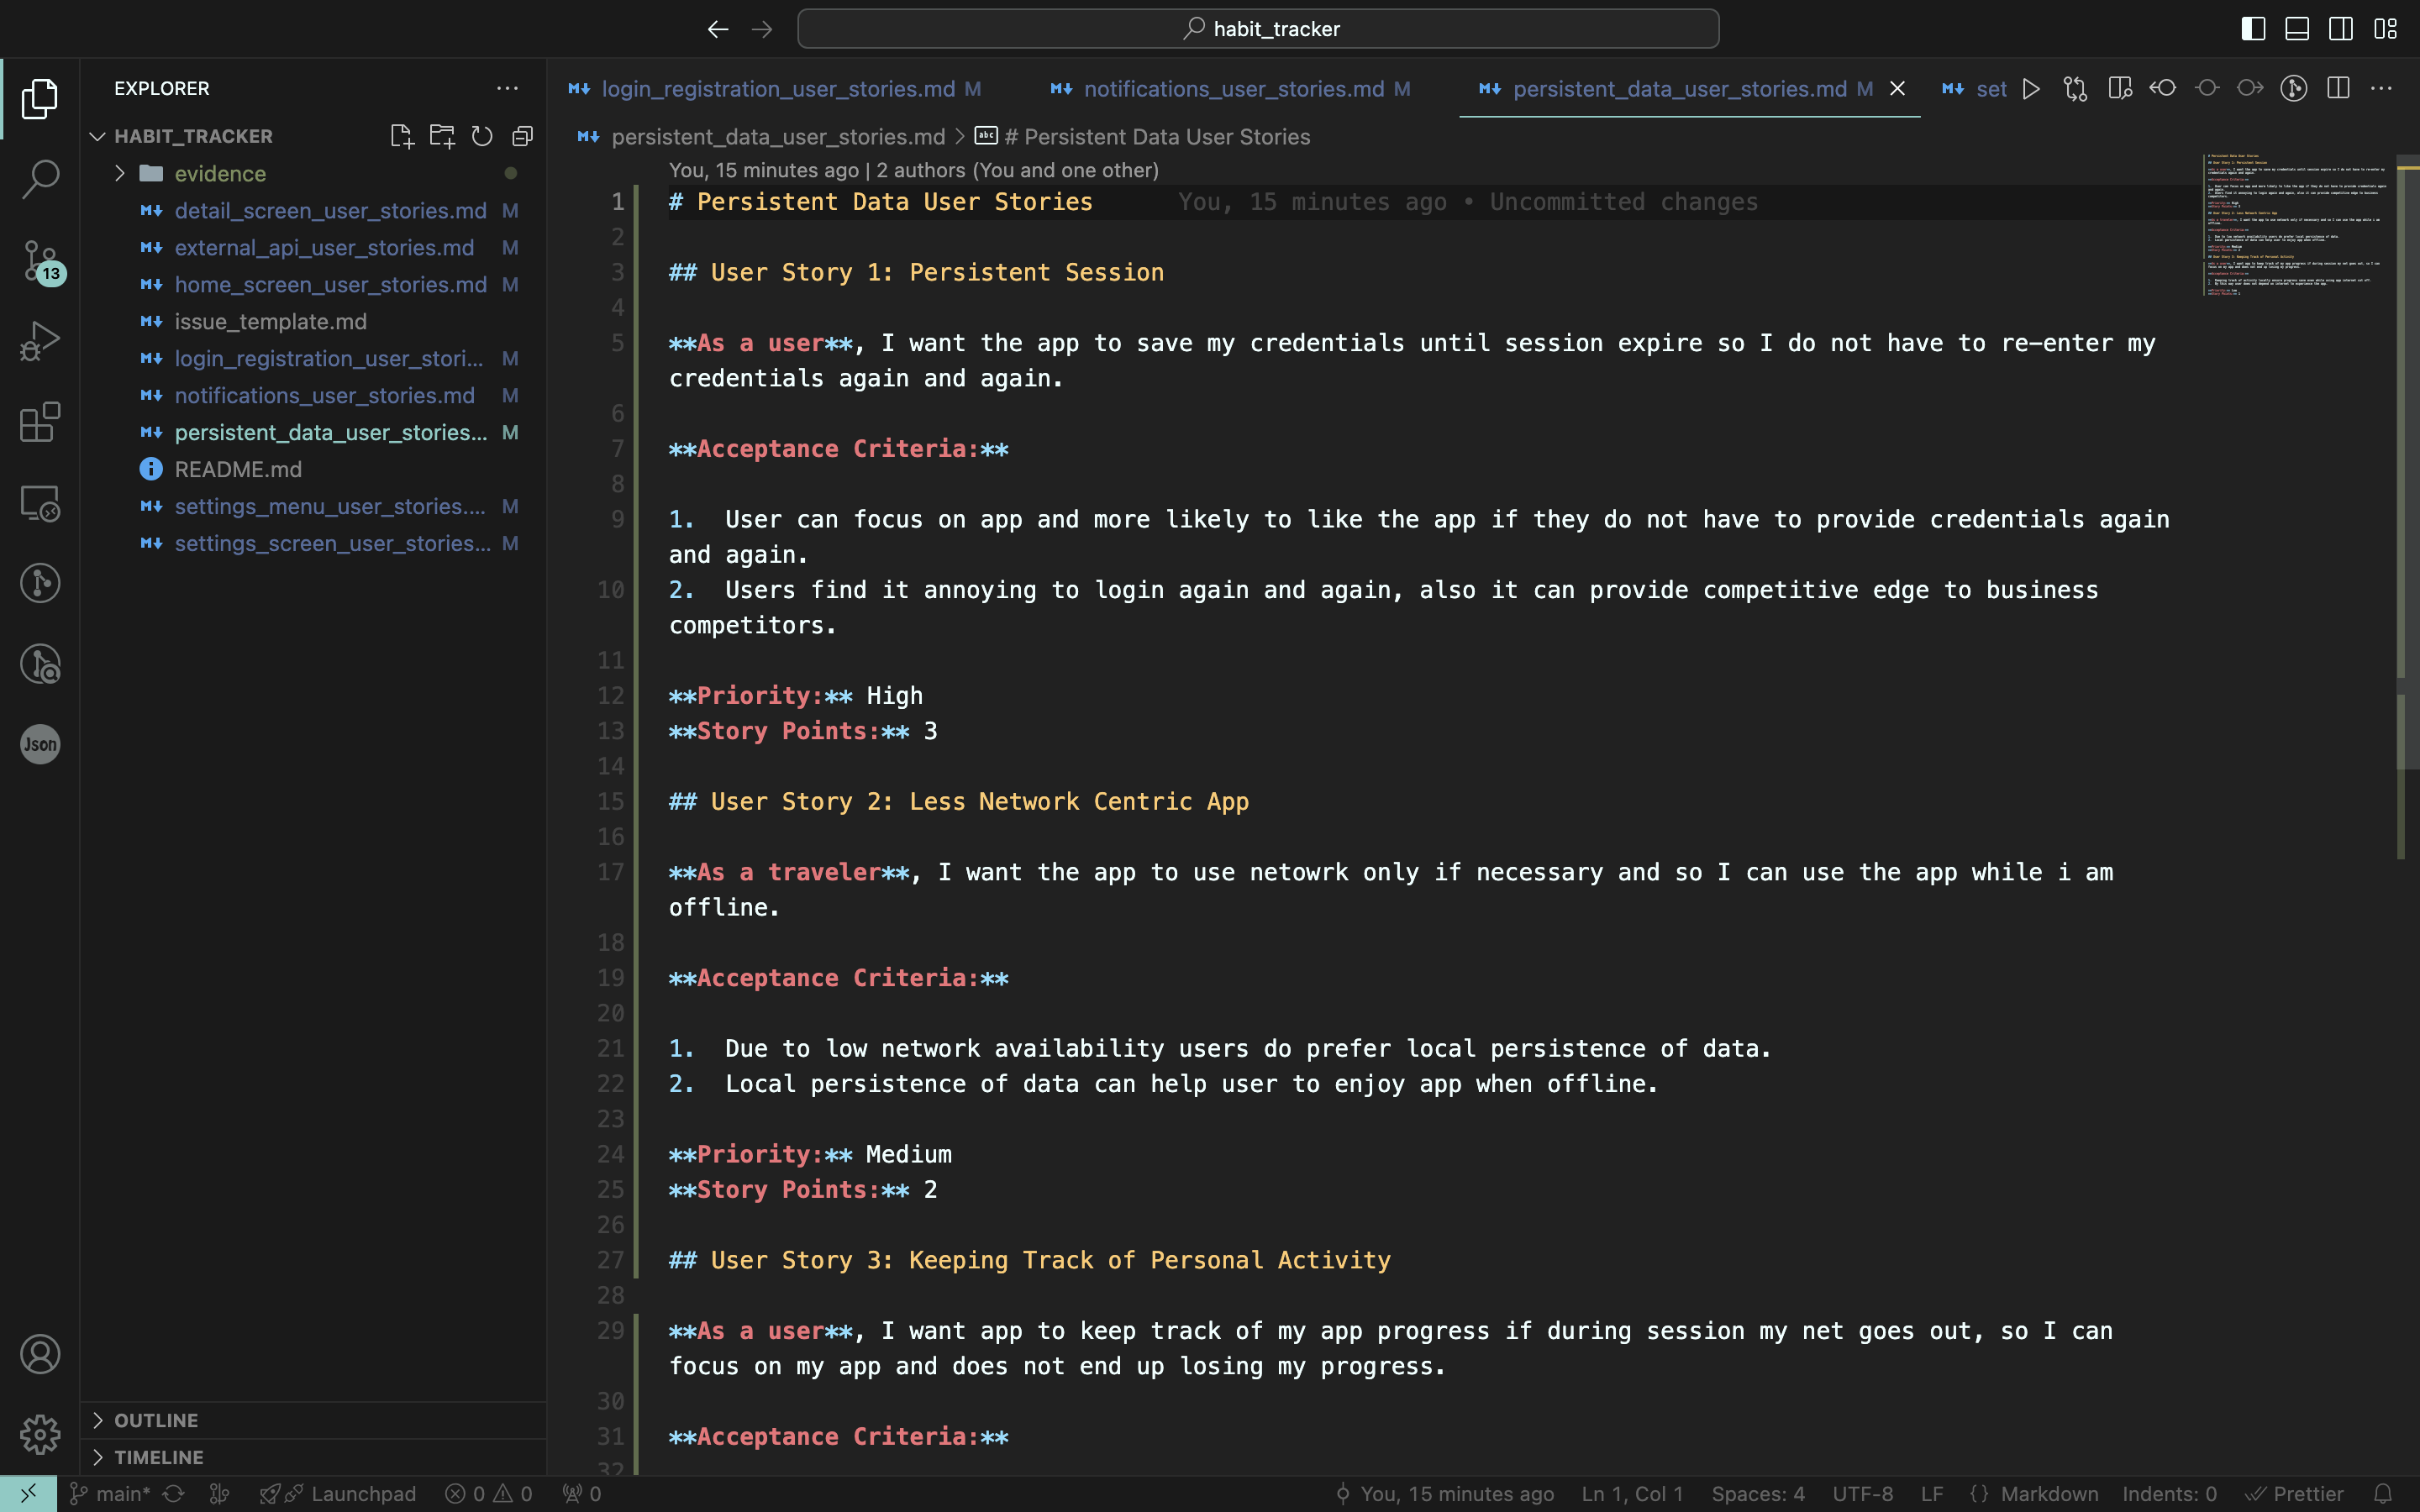 habit_tracker
EXPLORER
HABIT_TRACKER
evidence
detail_screen_user_stories.md M
external_api_user_stories.md M
home_screen_user_stories.md M
issue_template.md
login_registration_user_stori... M
notifications_user_stories.md M
persistent_data_user_stories... M
README.md
settings_menu_user_stories.... M
settings_screen_user_stories... M
OUTLINE
TIMELINE
13
Json
login_registration_user_stories.md M
notifications_user_stories.md M
persistent_data_user_stories.md M
set
persistent_data_user_stories.md > abc # Persistent Data User Stories
You, 15 minutes ago | 2 authors (You and one other)
1 # Persistent Data User Stories You, 15 minutes ago • Uncommitted changes
2
3 ## User Story 1: Persistent Session
4
5 **As a user**, I want the app to save my credentials until session expire so I do not have to re-enter my
credentials again and again.
6
7 **Acceptance Criteria:**
8
9 1. User can focus on app and more likely to like the app if they do not have to provide credentials again
and again.
10 2. Users find it annoying to login again and again, also it can provide competitive edge to business
competitors.
11
12 **Priority:** High
13 **Story Points:** 3
14
15 ## User Story 2: Less Network Centric App
16
17 **As a traveler**, I want the app to use netowrk only if necessary and so I can use the app while i am
offline.
18
19 **Acceptance Criteria:**
20
21 1. Due to low network availability users do prefer local persistence of data.
22 2. Local persistence of data can help user to enjoy app when offline.
23
24 **Priority:** Medium
25 **Story Points:** 2
26
27 ## User Story 3: Keeping Track of Personal Activity
28
29 **As a user**, I want app to keep track of my app progress if during session my net goes out, so I can
focus on my app and does not end up losing my progress.
30
31 **Acceptance Criteria:**
32
main* Launchpad 0 0 0 You, 15 minutes ago Ln 1, Col 1 Spaces: 4 UTF-8 LF {} Markdown Indents: 0 Prettier